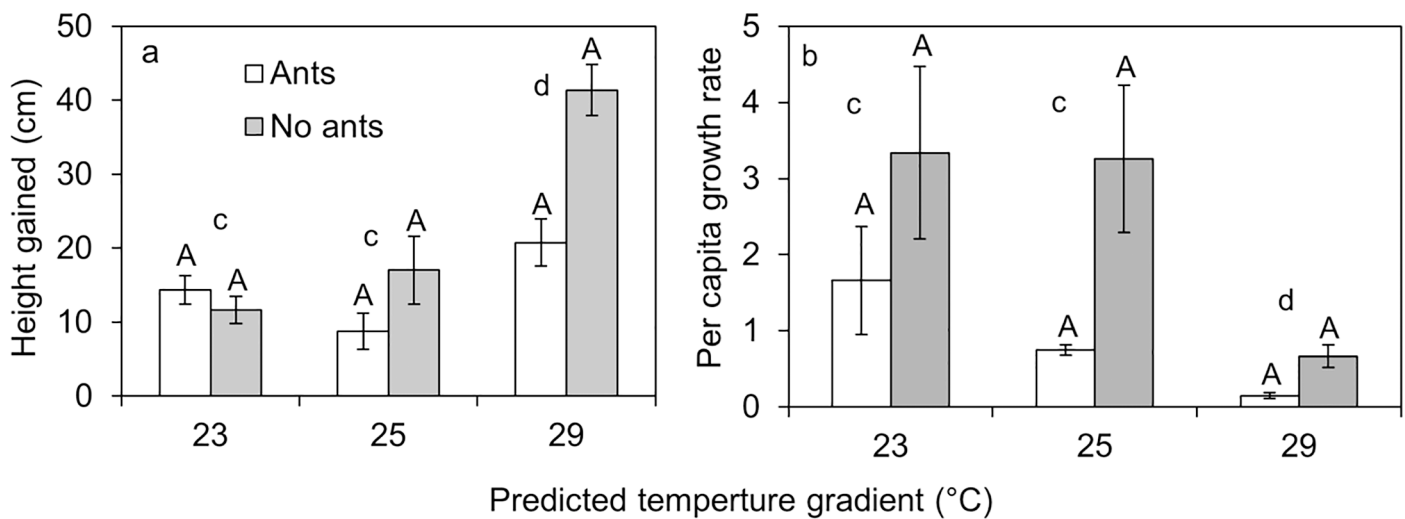 50
40
30
20
10
0
Height gained (cm)
a
Ants
No ants
A
A
c
A
A
c
A
A
d
23
25
29
5
4
3
2
1
0
Per capita growth rate
b
c
A
A
c
A
A
d
A
A
23
25
29
Predicted temperture gradient (°C)